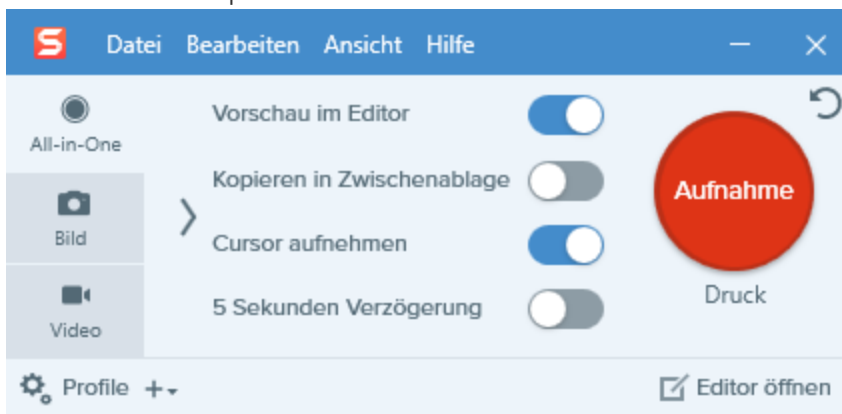 S Datei Bearbeiten Ansicht Hilfe
All-in-One
Bild
Video
Vorschau im Editor
Kopieren in Zwischenablage
Cursor aufnehmen
5 Sekunden Verzögerung
Aufnahme
Druck
Profile
Editor öffnen